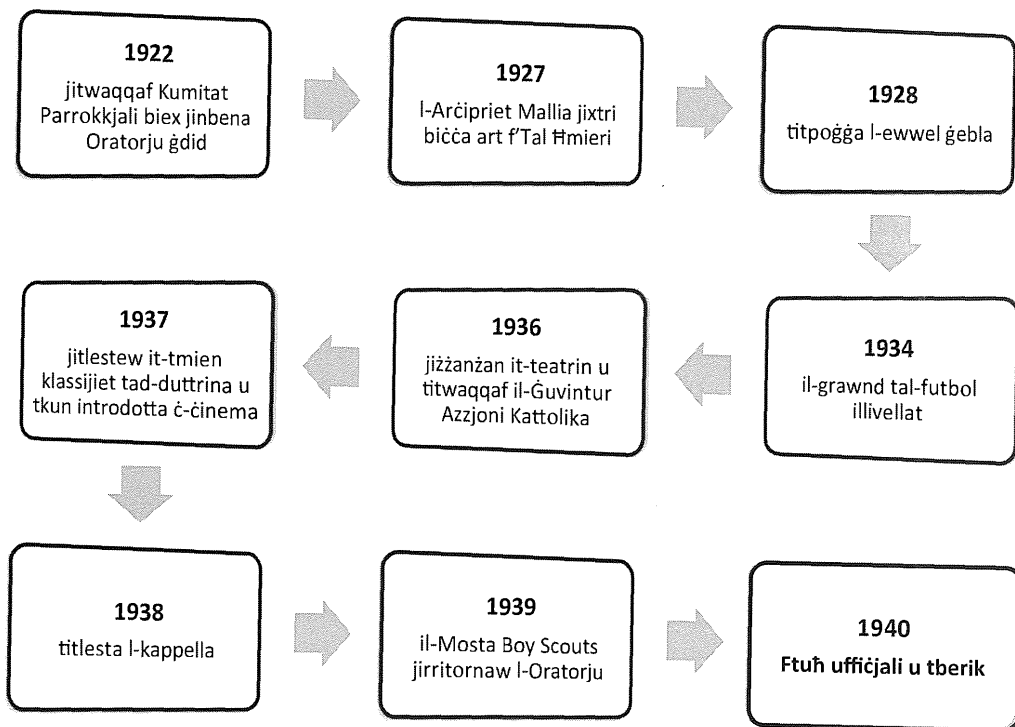 1922
jitwaqqaf Kumitat
Parrokkjali biex jinbena
Oratorju ġdid
1927
l-Arċipriet Mallia jixtri
biċċa art f'Tal Ħmieri
1928
titpoġġa l-ewwel ġebla
1934
il-grawnd tal-futbol
illivellat
1936
jiżżanżan it-teatrin u
titwaqqaf il-Ġuvintur
Azzjoni Kattolika
1937
jitlestew it-tmien
klassijiet tad-duttrina u
tkun introdotta ċ-ċinema
1938
titlesta l-kappella
1939
il-Mosta Boy Scouts
jirritornaw l-Oratorju
1940
Ftuħ uffiċjali u tberik